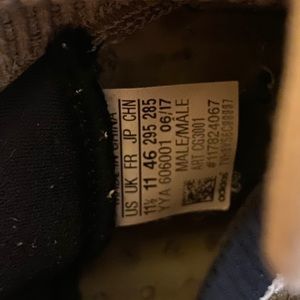 MADE IN CHINA
US UK FR JP CHN
11½ 11 46 295 285
YYA 606001 06/17
MALE/MALE
ART CG3001
#17824067
adidas